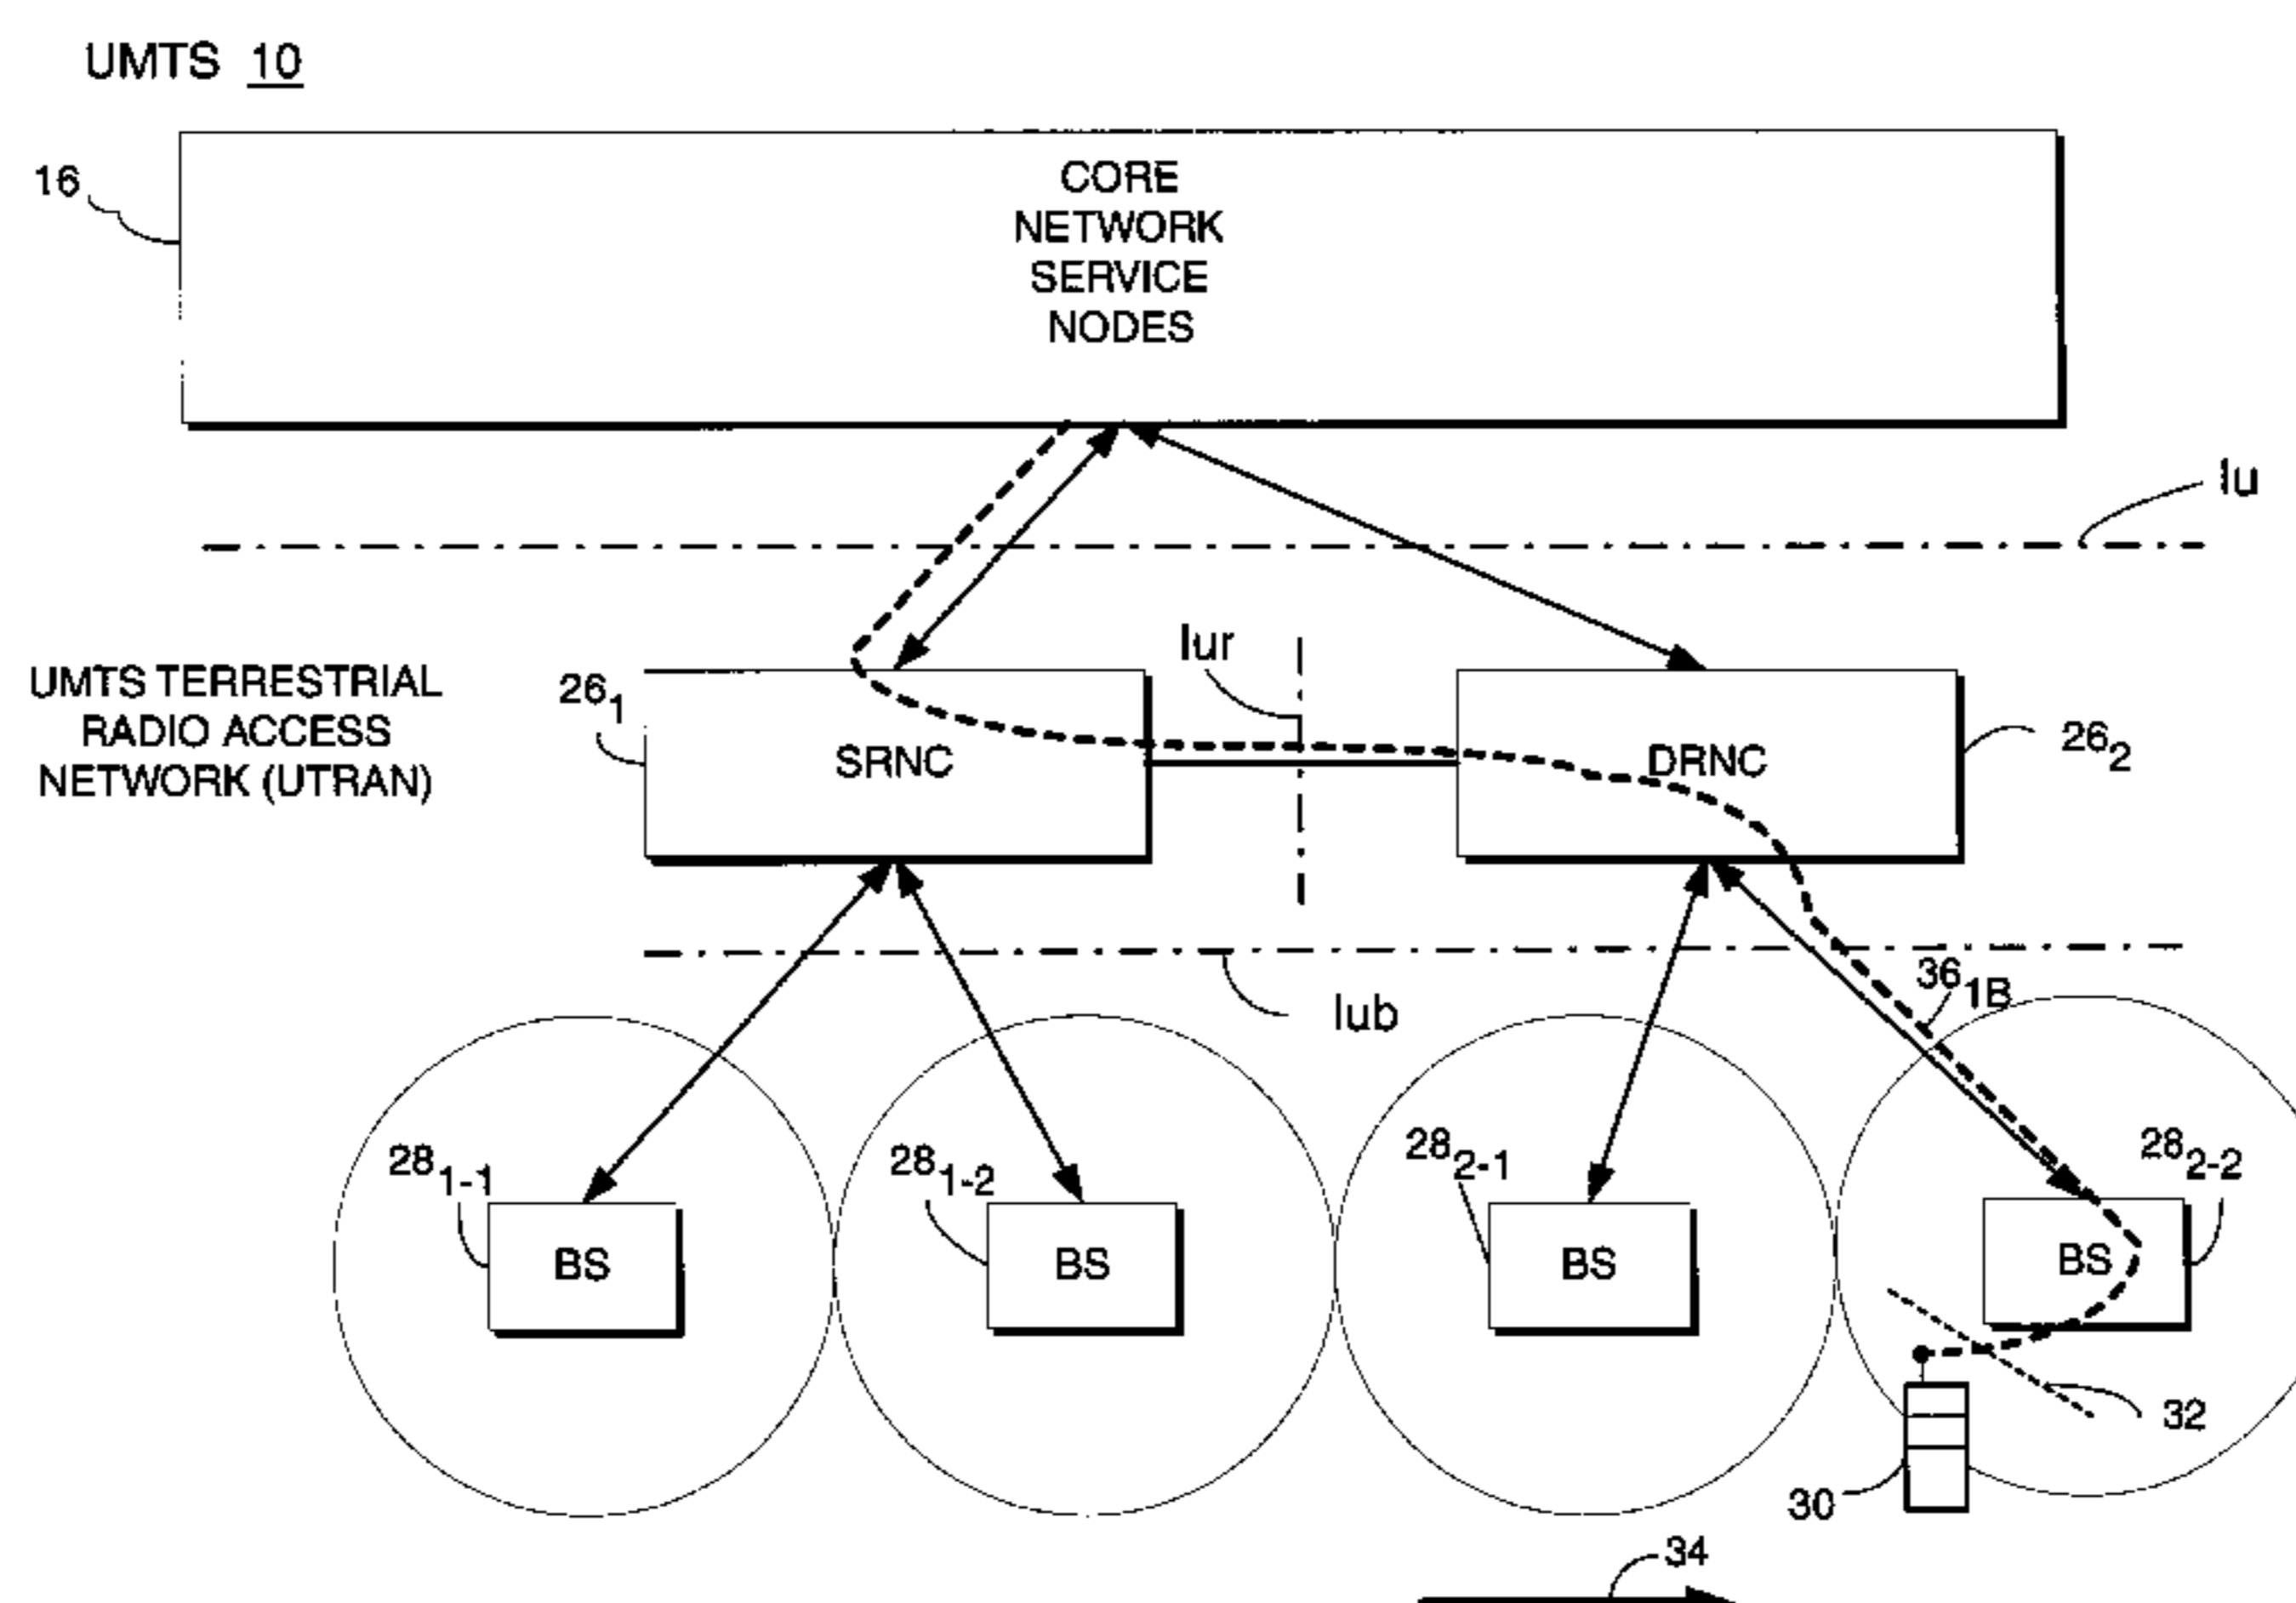 UMTS 10
16
CORE
NETWORK
SERVICE
NODES
Iu
Iur
UMTS TERRESTRIAL
RADIO ACCESS
NETWORK (UTRAN)
26₁
SRNC
DRNC
26₂
36₁B
Iub
28₁₋₁
28₁₋₂
28₂₋₁
28₂₋₂
BS
BS
BS
BS
32
30
34